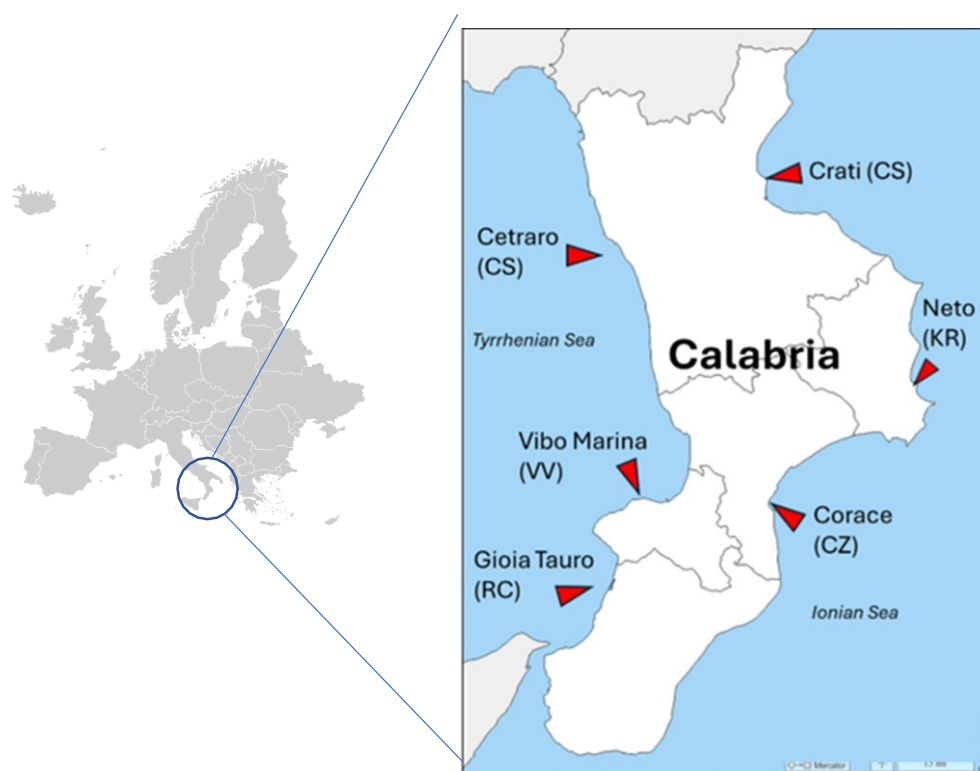 Crati (CS)
Cetraro
(CS)
Neto
(KR)
Tyrrhenian Sea
Calabria
Vibo Marina
(VV)
Corace
(CZ)
Gioia Tauro
(RC)
Ionian Sea
Mercator